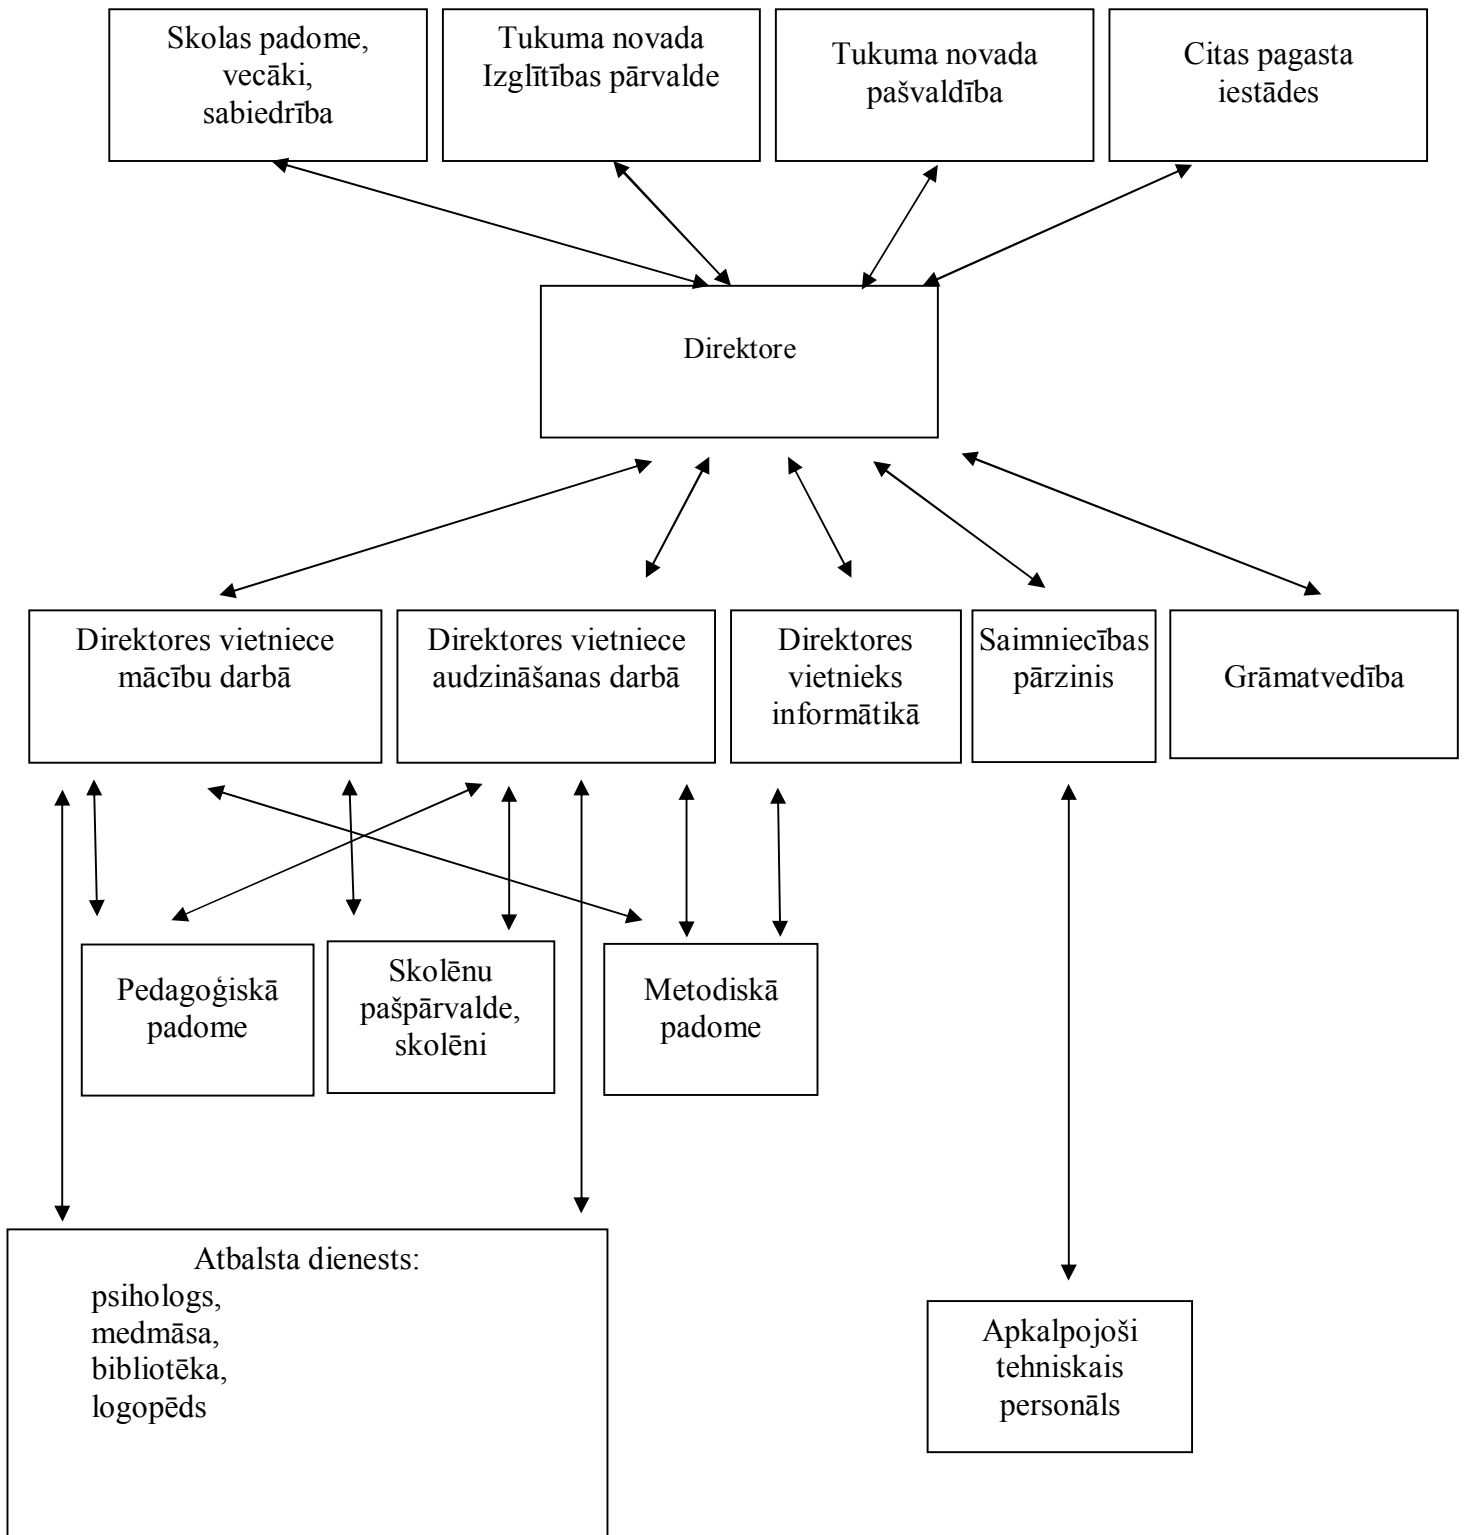 Skolas padome,
vecāki,
sabiedrība
Tukuma novada
Izglītības pārvalde
Tukuma novada
pašvaldība
Citas pagasta
iestādes
Direktore
Direktores vietniece
mācību darbā
Direktores vietniece
audzināšanas darbā
Direktores
vietnieks
informātikā
Saimniecības
pārzinis
Grāmatvedība
Pedagoģiskā
padome
Skolēnu
pašpārvalde,
skolēni
Metodiskā
padome
Atbalsta dienests:
psihologs,
medmāsa,
bibliotēka,
logopēds
Apkalpojoši
tehniskais
personāls